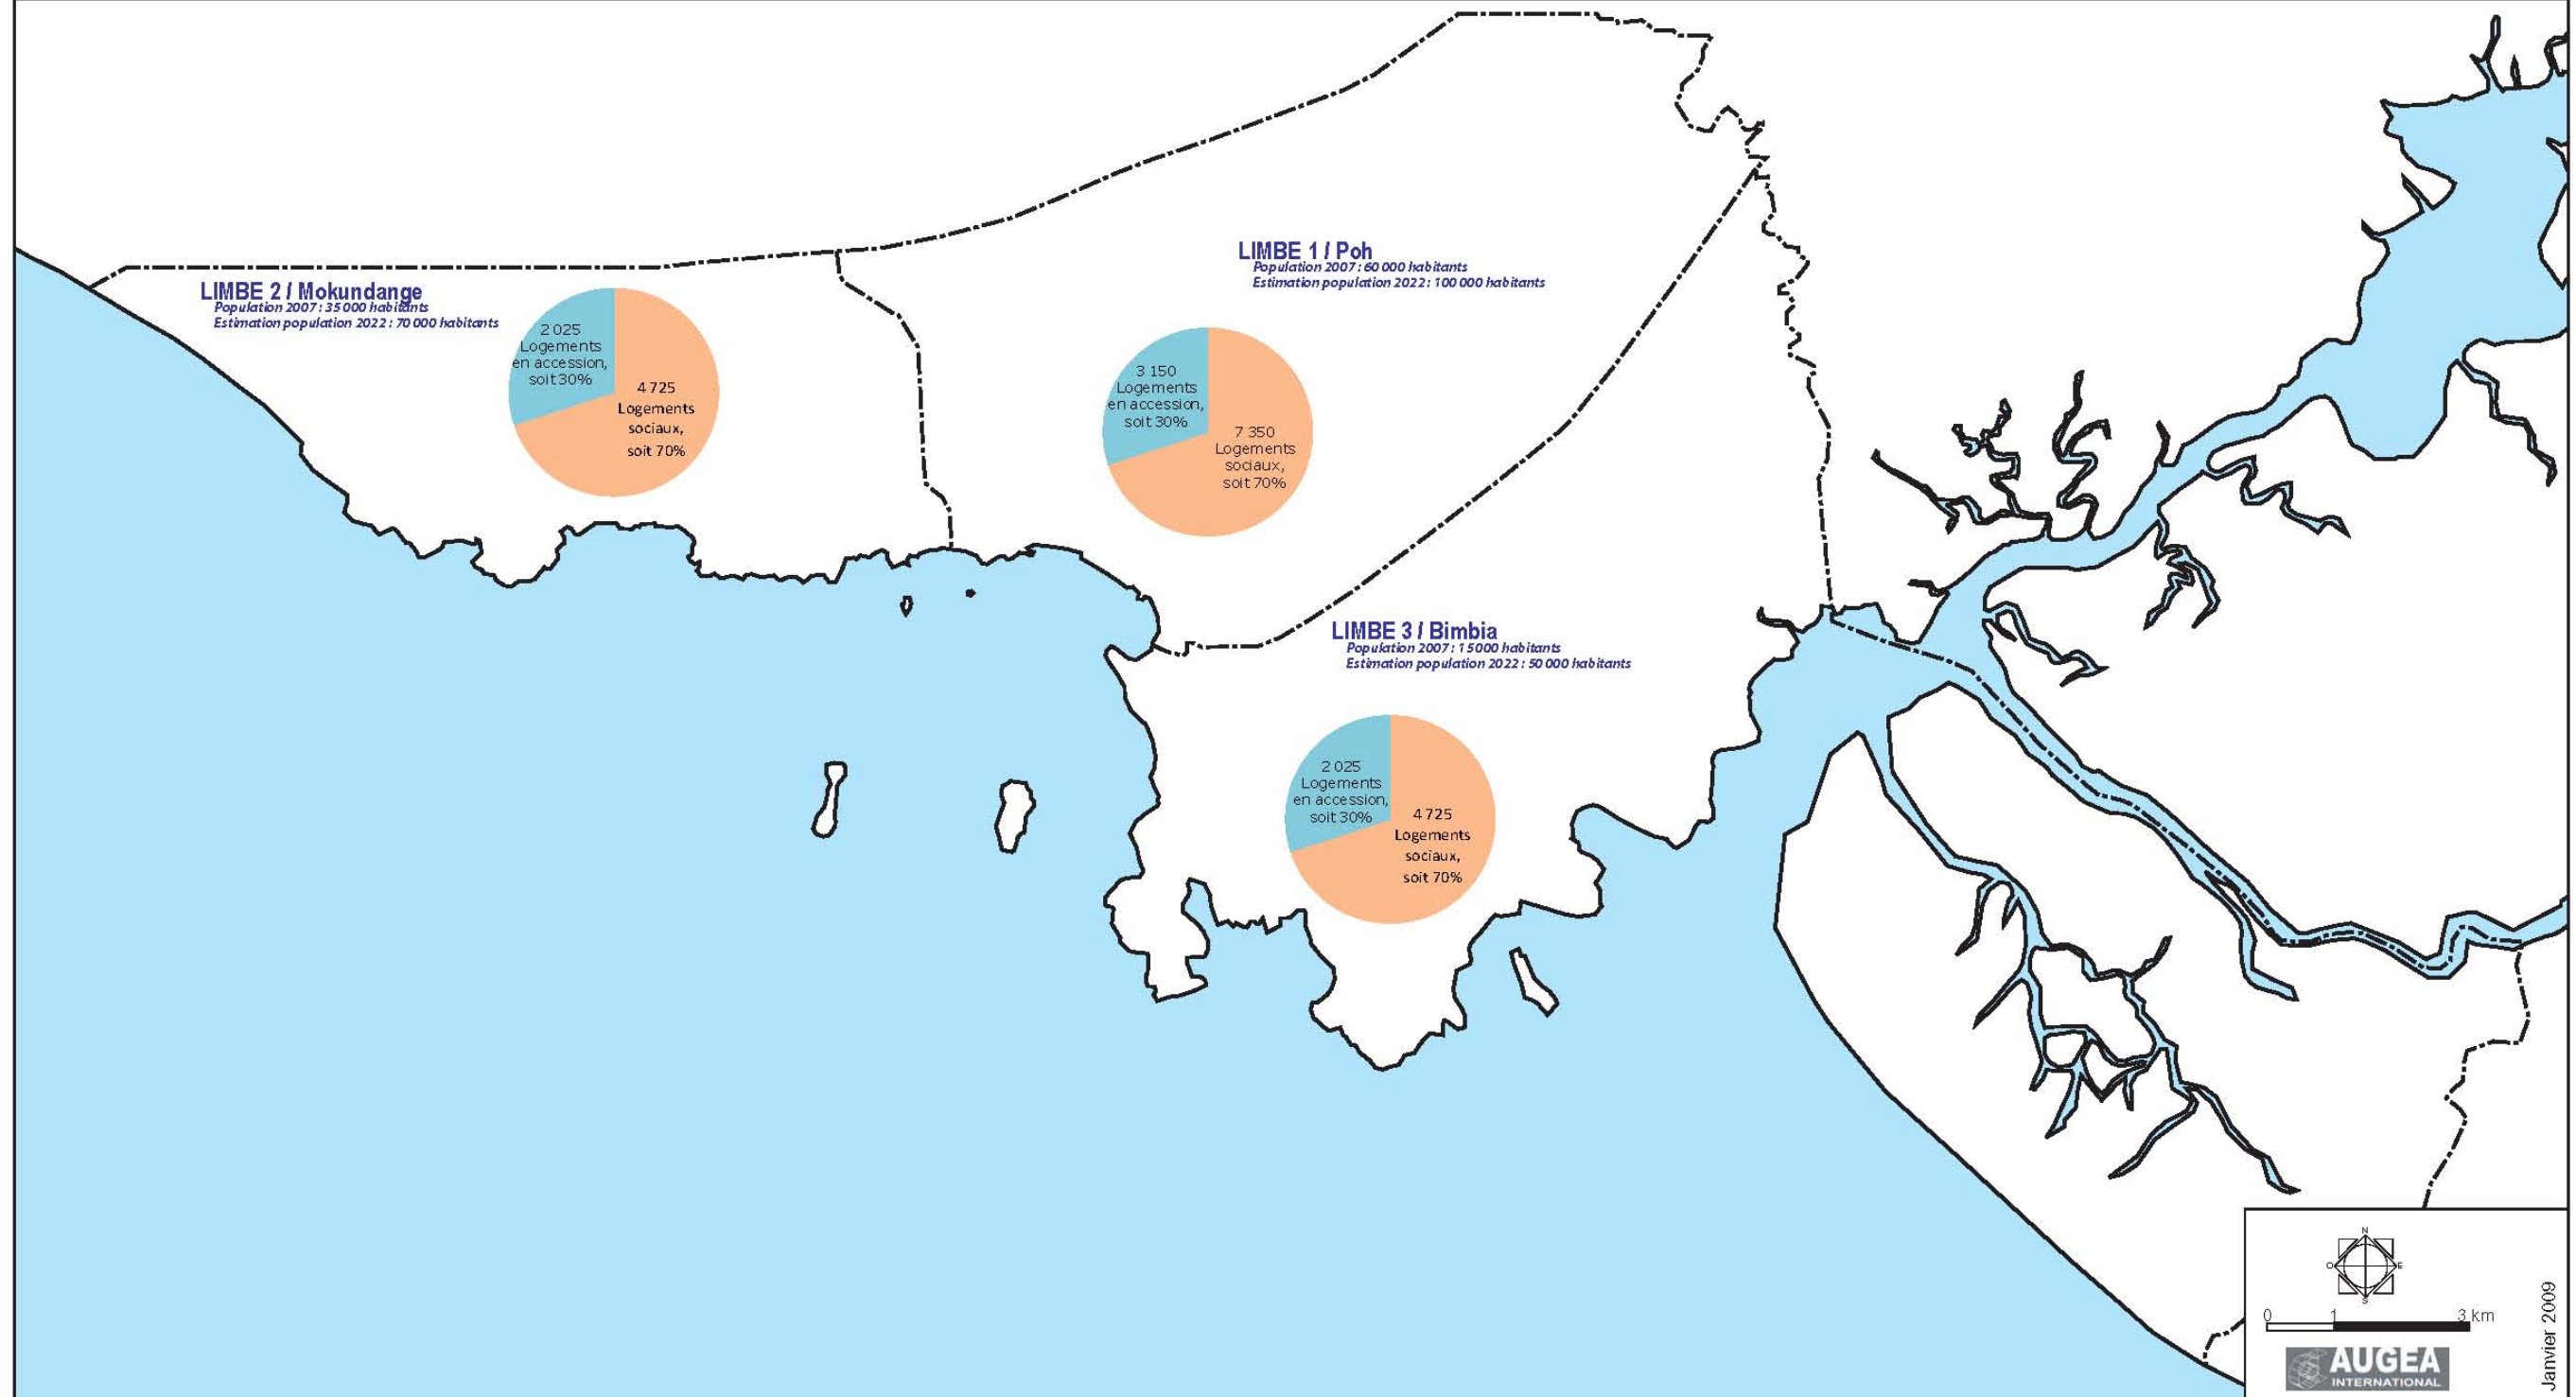 LIMBE 1 / Poh
Population 2007 : 60 000 habitants
Estimation population 2022 : 100 000 habitants
LIMBE 2 / Mokundange
Population 2007 : 35 000 habitants
Estimation population 2022 : 70 000 habitants
2 025
Logements
en accession,
soit 30%
4 725
Logements
sociaux,
soit 70%
3 150
Logements
en accession,
soit 30%
7 350
Logements
sociaux,
soit 70%
LIMBE 3 / Bimbia
Population 2007 : 15 000 habitants
Estimation population 2022 : 50 000 habitants
2 025
Logements
en accession,
soit 30%
4 725
Logements
sociaux,
soit 70%
N
O
E
S
0 1 3 km
AUGEA
INTERNATIONAL
Janvier 2009